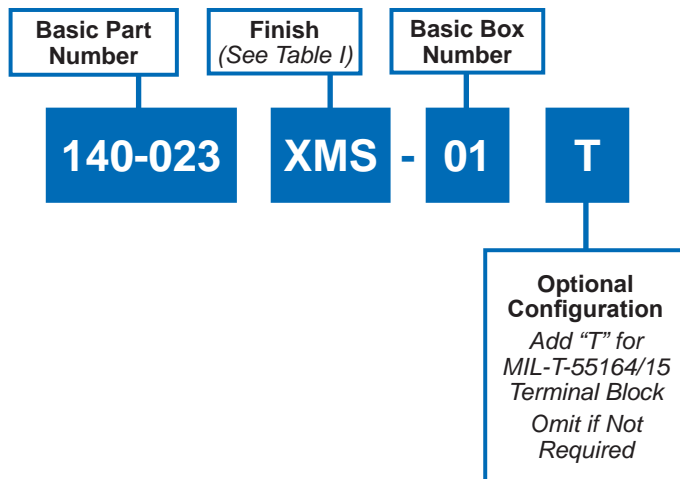 Basic Part
Number
Finish
(See Table I)
Basic Box
Number
140-023 XMS - 01 T
Optional
Configuration
Add “T” for
MIL-T-55164/15
Terminal Block
Omit if Not
Required